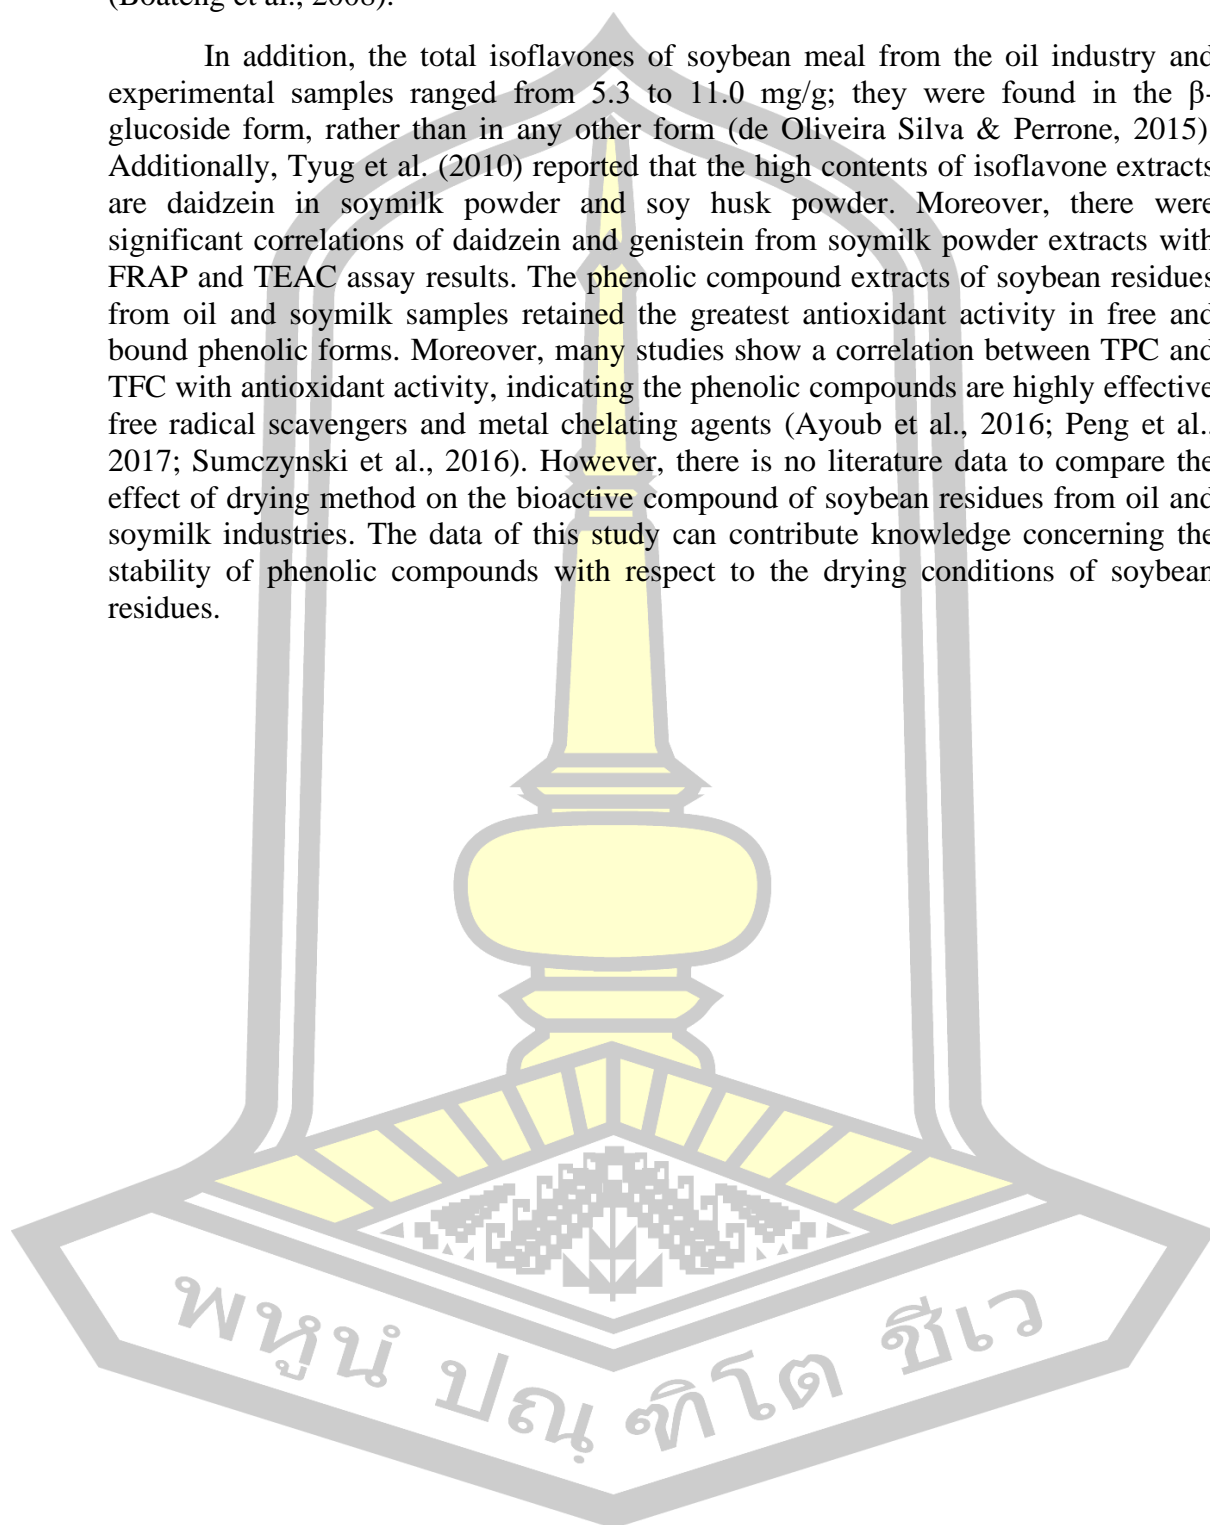 (Boateng et al., 2008).
In addition, the total isoflavones of soybean meal from the oil industry and
experimental samples ranged from 5.3 to 11.0 mg/g; they were found in the β-
glucoside form, rather than in any other form (de Oliveira Silva & Perrone, 2015)
Additionally, Tyug et al. (2010) reported that the high contents of isoflavone extracts
are daidzein in soymilk powder and soy husk powder. Moreover, there were
significant correlations of daidzein and genistein from soymilk powder extracts with
FRAP and TEAC assay results. The phenolic compound extracts of soybean residues
from oil and soymilk samples retained the greatest antioxidant activity in free and
bound phenolic forms. Moreover, many studies show a correlation between TPC and
TFC with antioxidant activity, indicating the phenolic compounds are highly effective
free radical scavengers and metal chelating agents (Ayoub et al., 2016; Peng et al.,
2017; Sumczynski et al., 2016). However, there is no literature data to compare the
effect of drying method on the bioactive compound of soybean residues from oil and
soymilk industries. The data of this study can contribute knowledge concerning the
stability of phenolic compounds with respect to the drying conditions of soybean
residues.
พหูนํ ปณฺฑิโต ชีเว